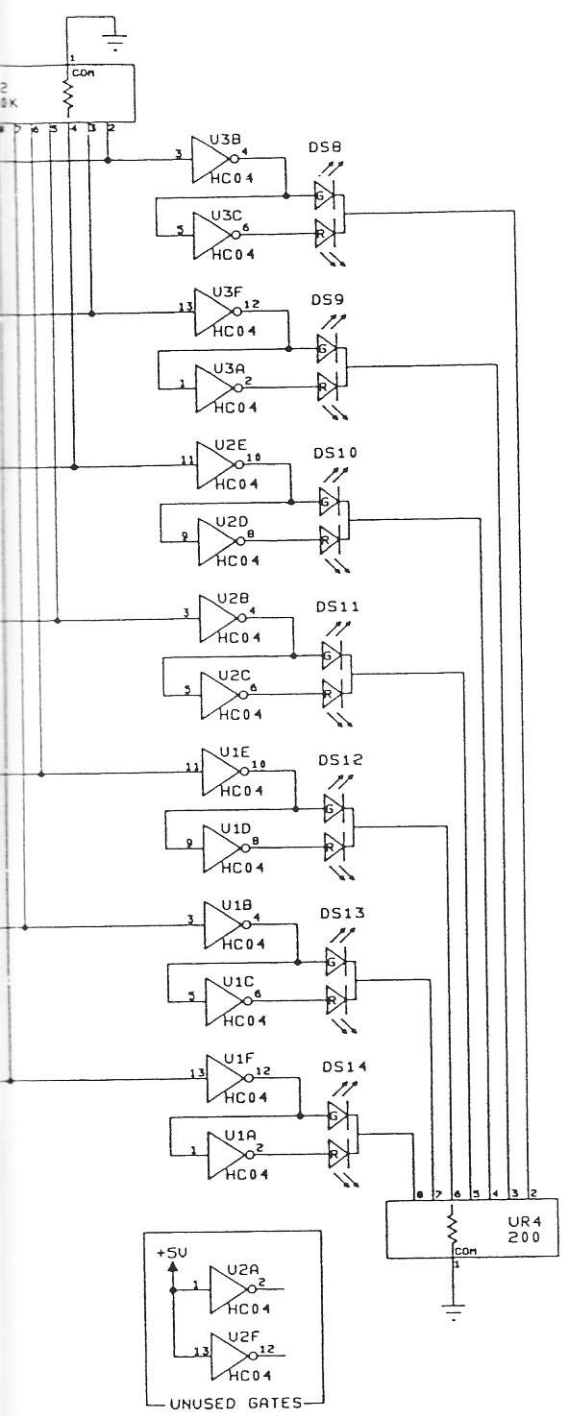 1
COM
2
0K
8 7 6 5 4 3 2
U3B
3 4
HC04
DS8
G
U3C
5 6
R
HC04
U3F
13 12
HC04
DS9
G
U3A
1 2
R
HC04
U2E
11 10
HC04
DS10
G
U2D
9 8
R
HC04
U2B
3 4
HC04
DS11
G
U2C
5 6
R
HC04
U1E
11 10
HC04
DS12
G
U1D
9 8
R
HC04
U1B
3 4
HC04
DS13
G
U1C
5 6
R
HC04
U1F
13 12
HC04
DS14
G
U1A
1 2
R
HC04
8 7 6 5 4 3 2
UR4
200
COM
1
+5V
U2A
1 2
HC04
U2F
13 12
HC04
UNUSED GATES